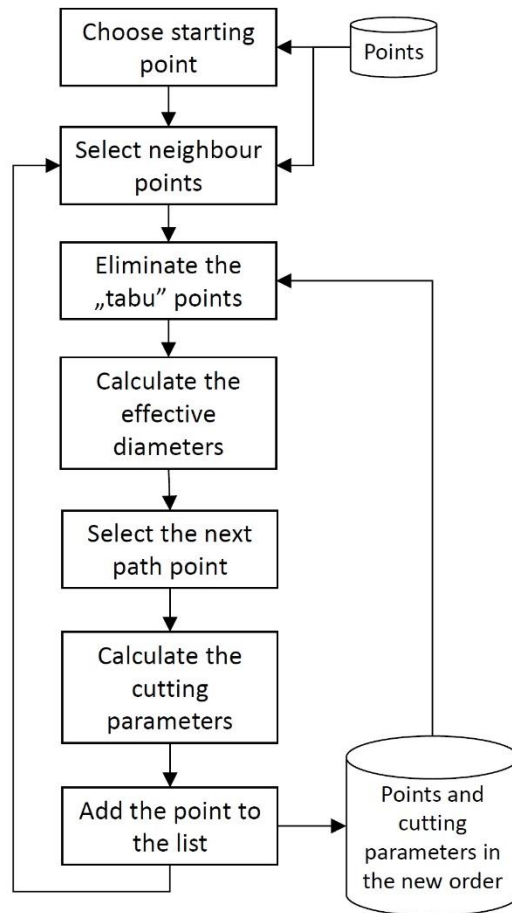 Choose starting
point
Points
Select neighbour
points
Eliminate the
„tabu” points
Calculate the
effective
diameters
Select the next
path point
Calculate the
cutting
parameters
Add the point to
the list
Points and
cutting
parameters in
the new order